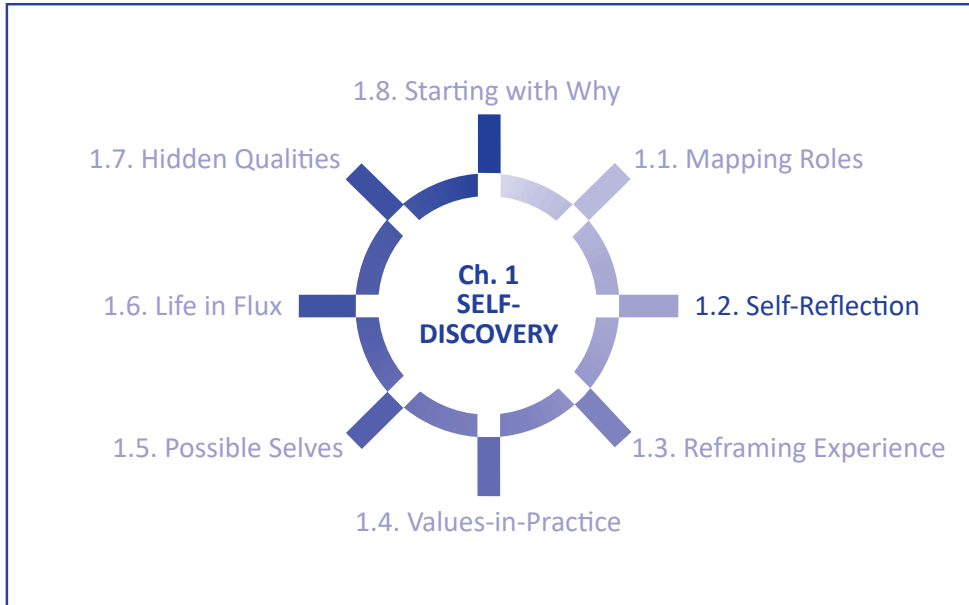 1.8. Starting with Why
1.7. Hidden Qualities
1.1. Mapping Roles
Ch. 1
SELF-
DISCOVERY
1.6. Life in Flux
1.2. Self-Reflection
1.5. Possible Selves
1.3. Reframing Experience
1.4. Values-in-Practice